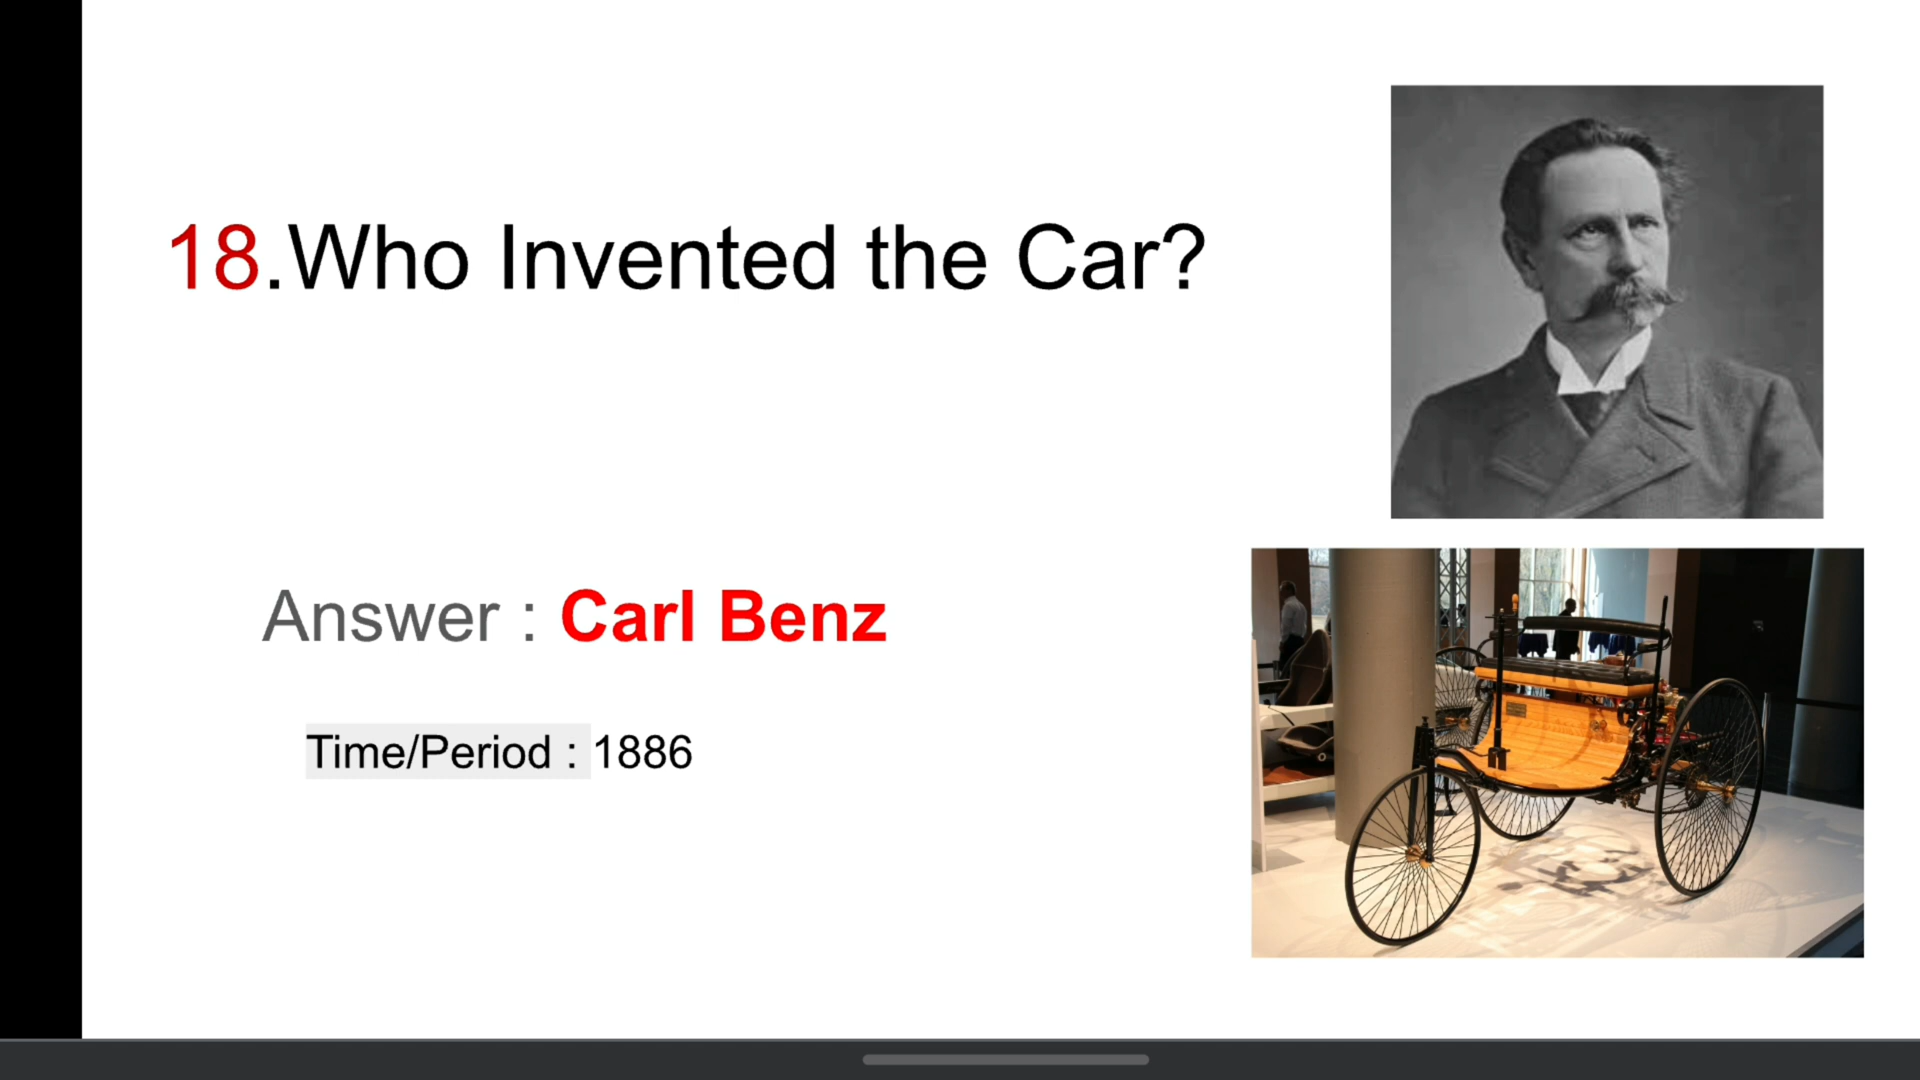 18.Who Invented the Car?
Answer : Carl Benz
Time/Period : 1886